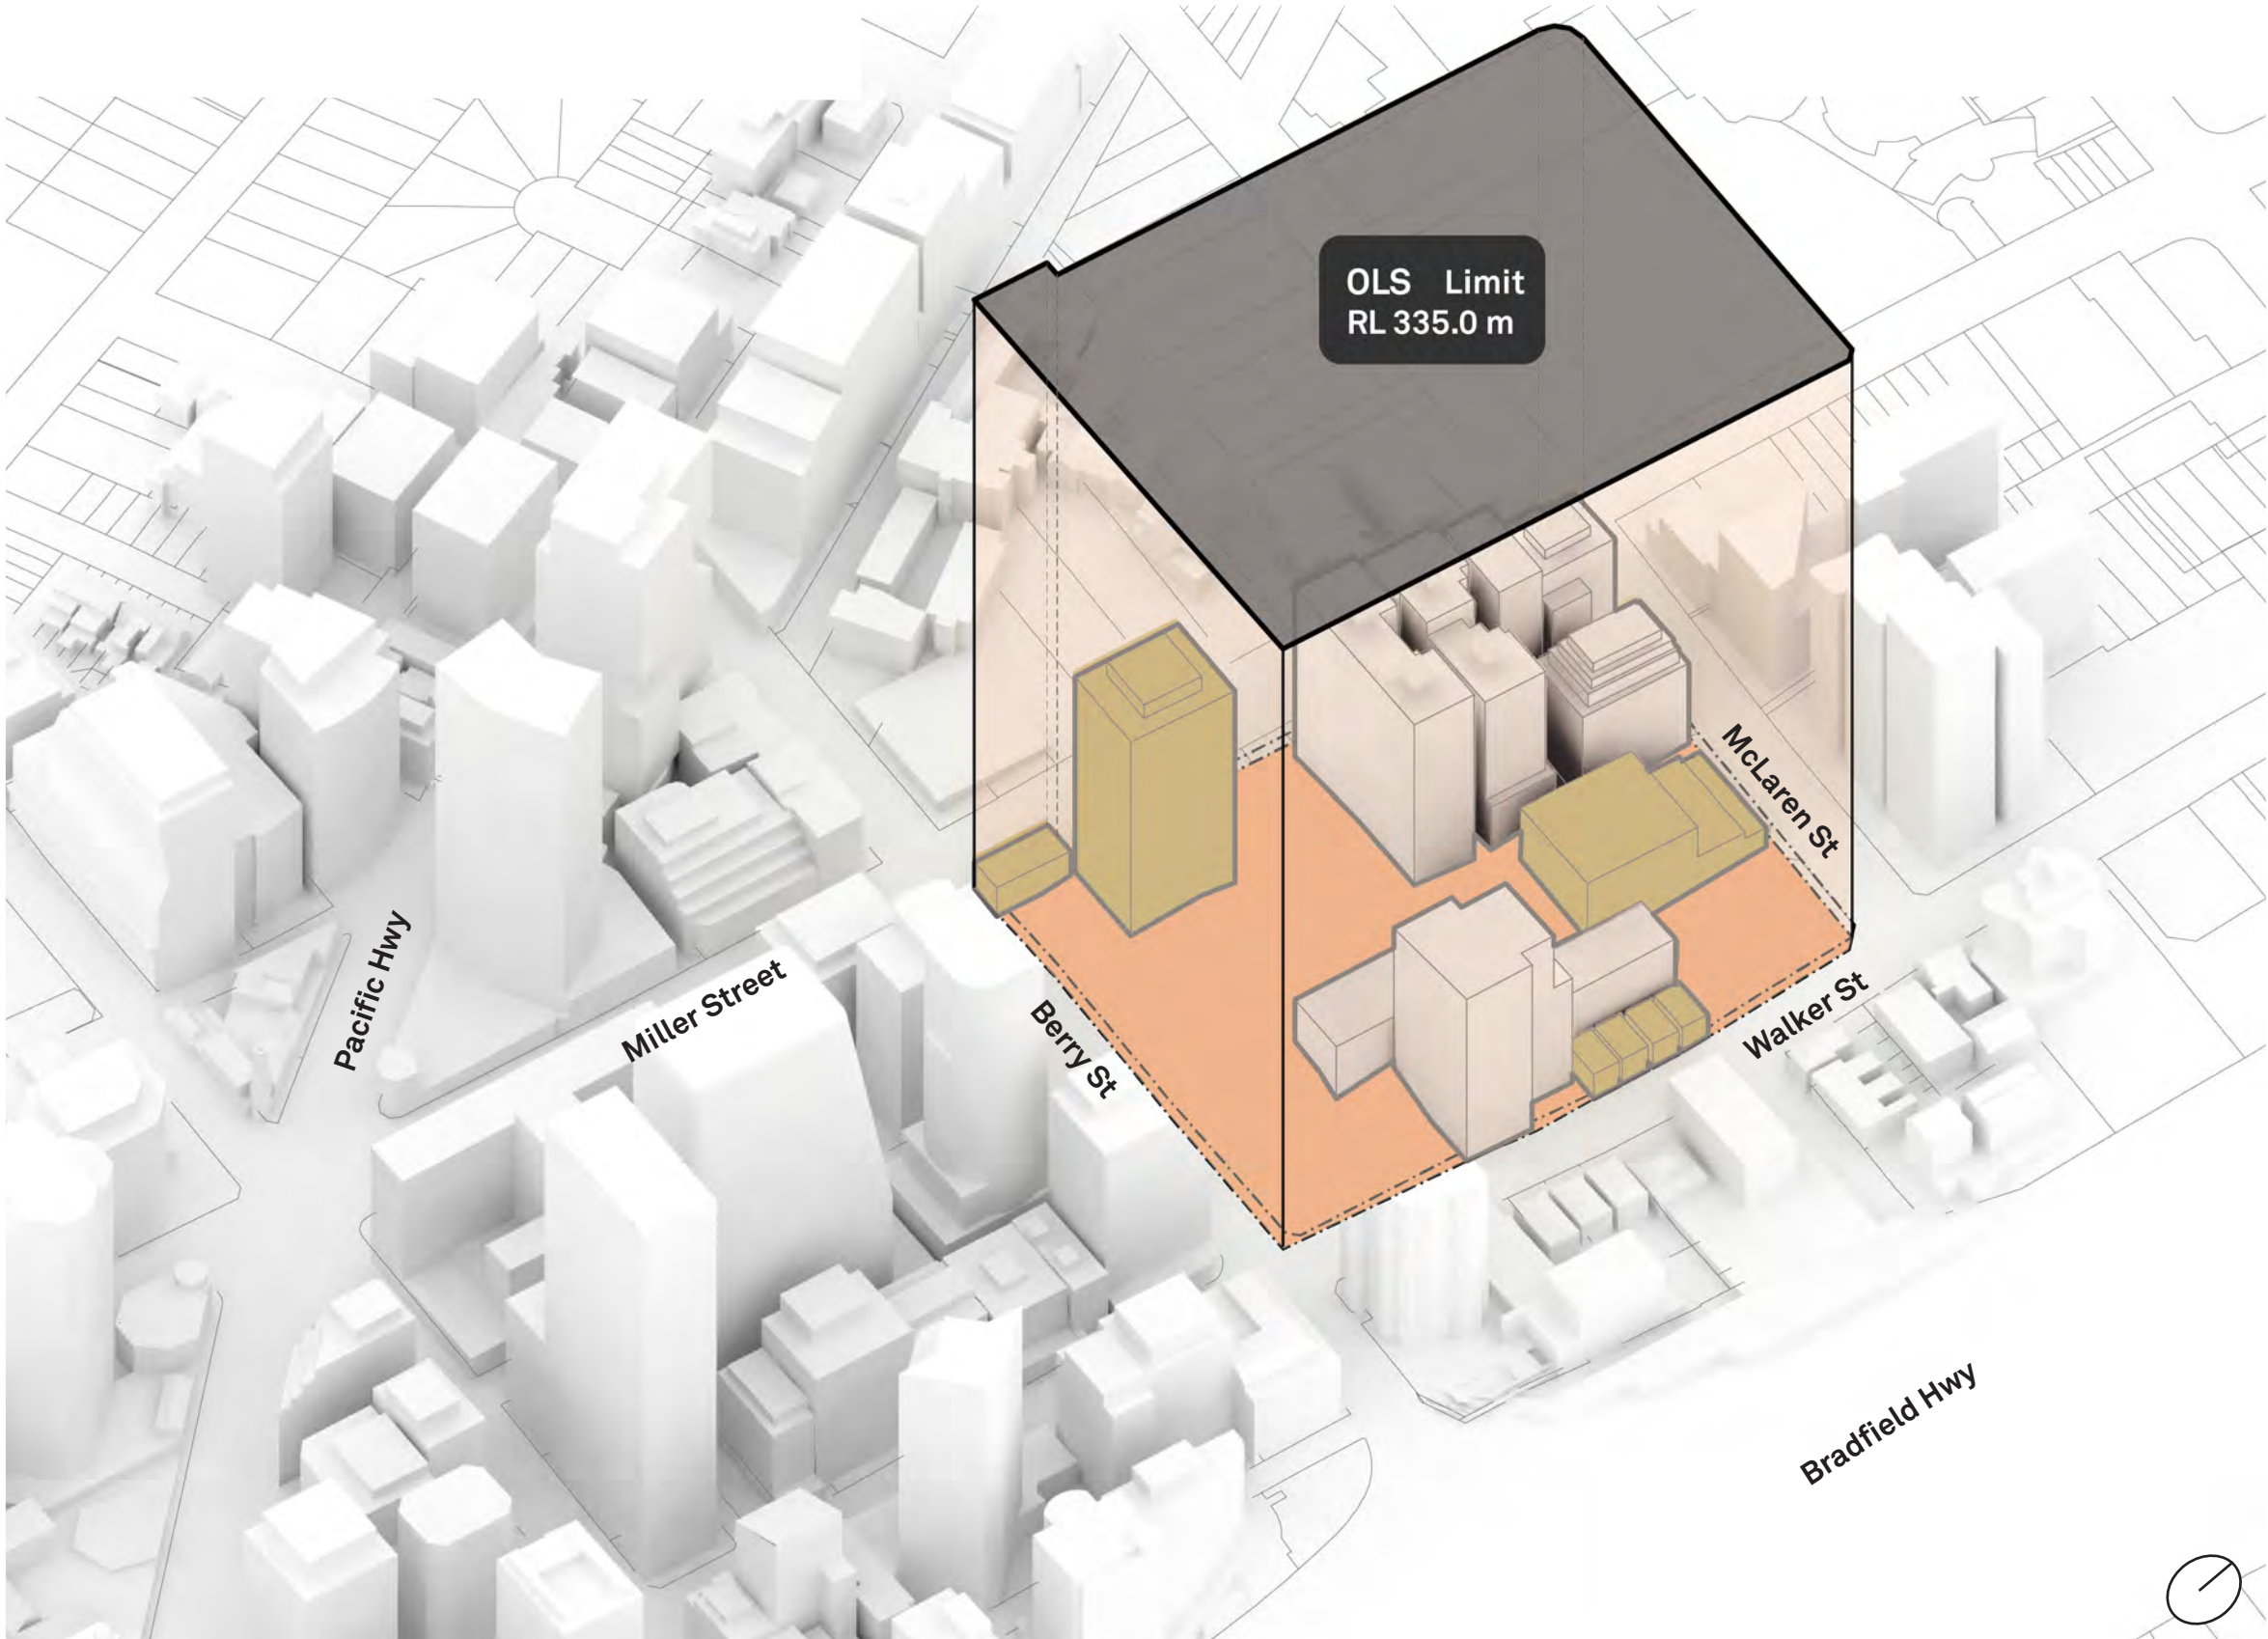 OLS Limit
RL 335.0 m
McLaren St
Pacific Hwy
Miller Street
Berry St
Walker St
Bradfield Hwy